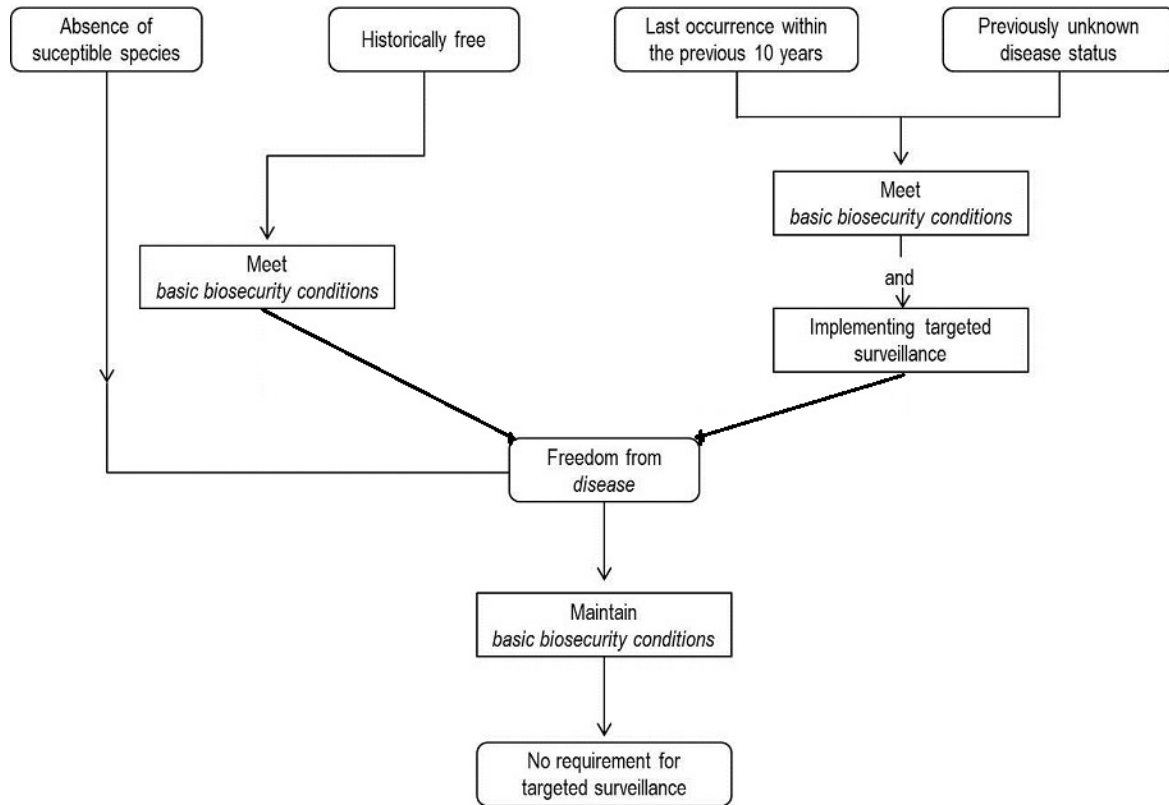 Absence of
suceptible species
Historically free
Last occurrence within
the previous 10 years
Previously unknown
disease status
Meet
basic biosecurity conditions
Meet
basic biosecurity conditions
and
Implementing targeted
surveillance
Freedom from
disease
Maintain
basic biosecurity conditions
No requirement for
targeted surveillance